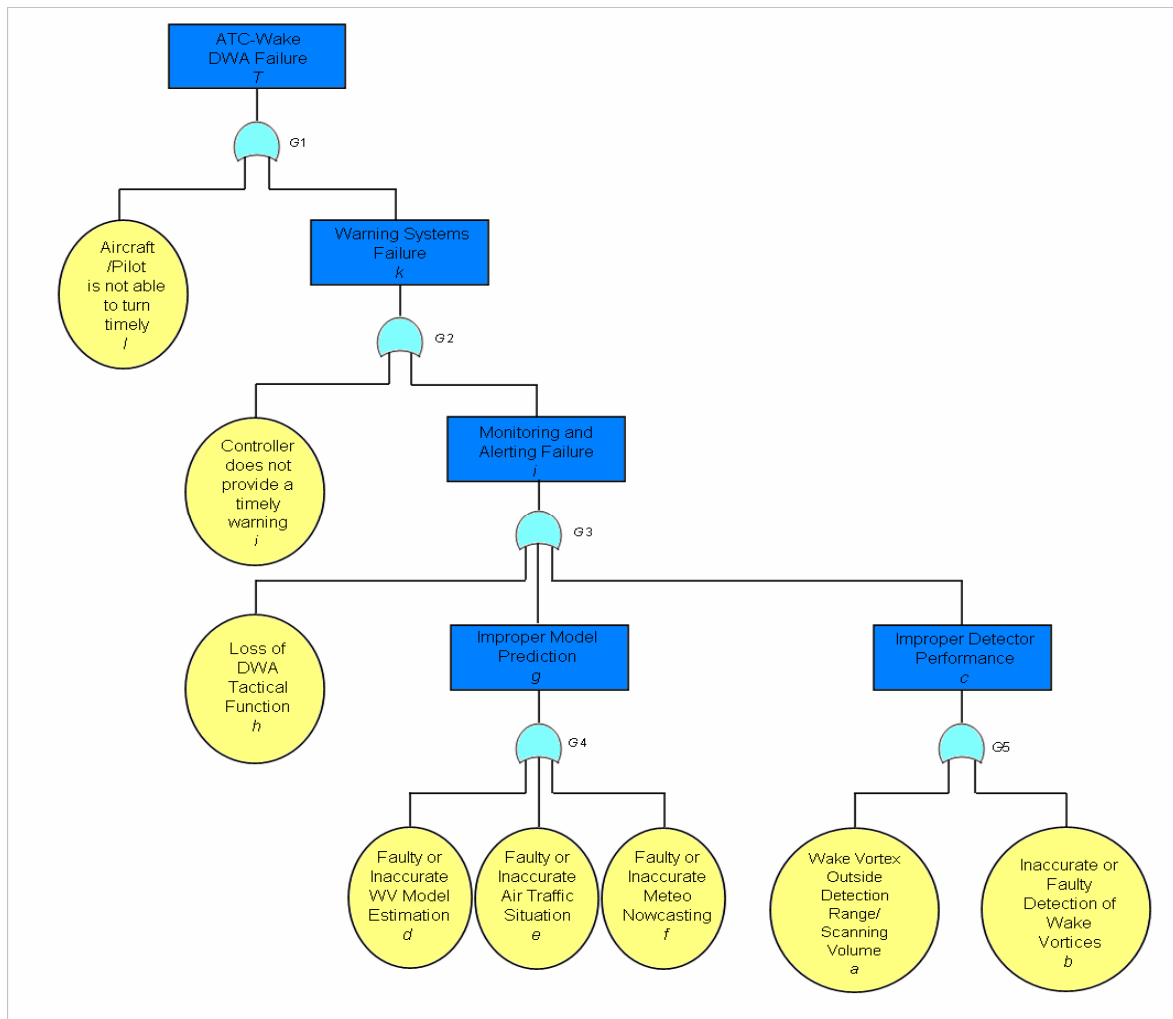 ATC-Wake
DWA Failure
T
G1
Aircraft
/Pilot
is not able
to turn
timely
l
Warning Systems
Failure
k
G2
Controller
does not
provide a
timely
warning
i
Monitoring and
Alerting Failure
j
G3
Loss of
DWA
Tactical
Function
h
Improper Model
Prediction
g
Improper Detector
Performance
c
G4
G5
Faulty or
Inaccurate
WV Model
Estimation
d
Faulty or
Inaccurate
Air Traffic
Situation
e
Faulty or
Inaccurate
Meteo
Nowcasting
f
Wake Vortex
Outside
Detection
Range/
Scanning
Volume
a
Inaccurate or
Faulty
Detection of
Wake
Vortices
b